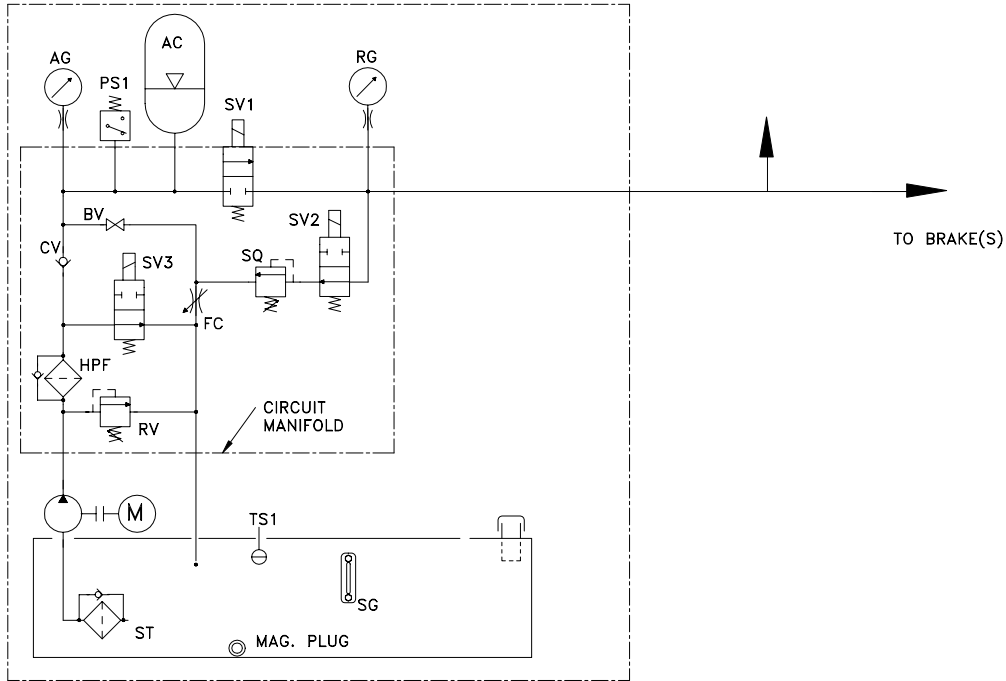 AC
AG
RG
PS1
SV1
BV
SV2
CV
SV3
SQ
TO BRAKE(S)
FC
HPF
CIRCUIT
MANIFOLD
RV
M
TS1
SG
ST
MAG. PLUG